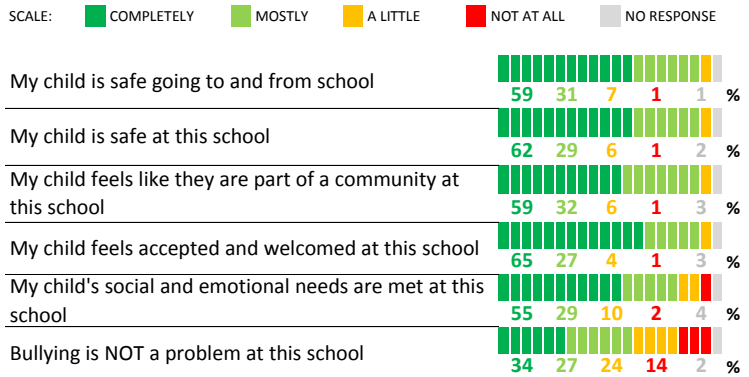 SCALE: COMPLETELY MOSTLY A LITTLE NOT AT ALL NO RESPONSE
My child is safe going to and from school
59 31 7 1 1 %
My child is safe at this school
62 29 6 1 2 %
My child feels like they are part of a community at
this school
59 32 6 1 3 %
My child feels accepted and welcomed at this school
65 27 4 1 3 %
My child's social and emotional needs are met at this
school
55 29 10 2 4 %
Bullying is NOT a problem at this school
34 27 24 14 2 %